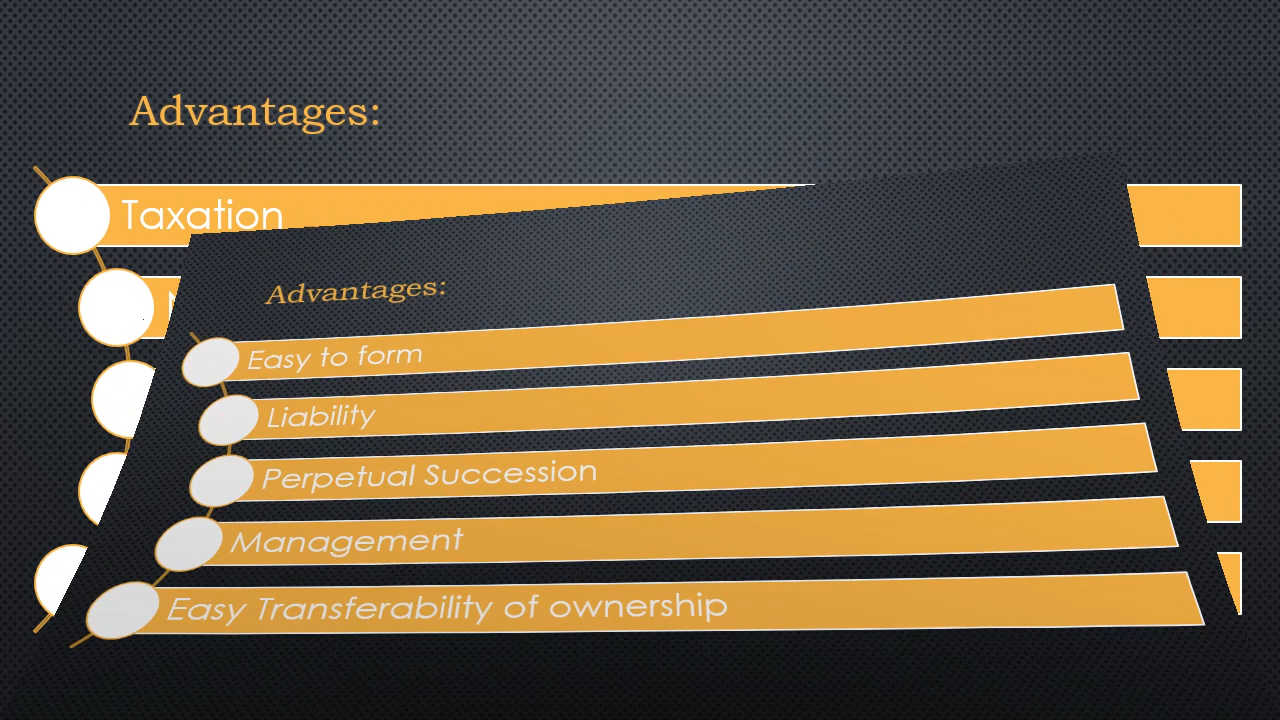 Advantages:
Taxation
Advantages:
Easy to form
Liability
Perpetual Succession
Management
Easy Transferability of ownership